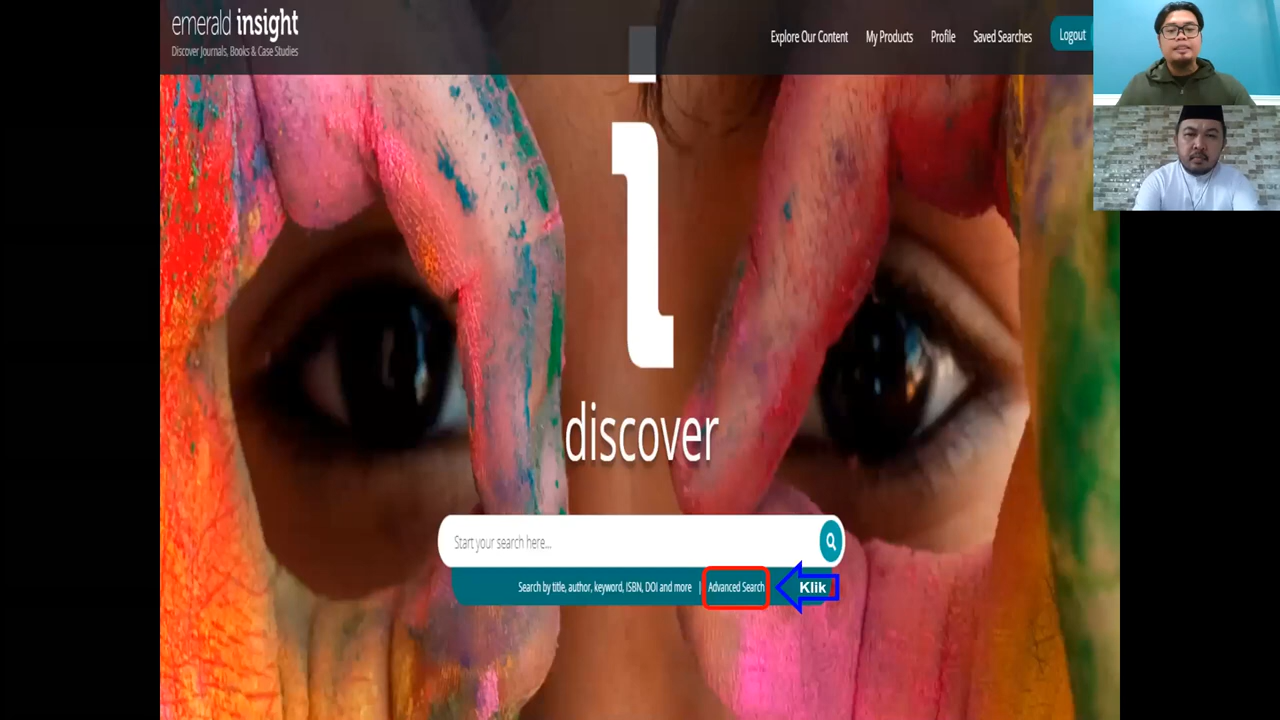 emerald insight
Discover Journals, Books & Case Studies
Explore Our Content
My Products
Profile
Saved Searches
Logout
i
discover
Start your search here...
Search by title, author, keyword, ISBN, DOI and more | Advanced Search
Klik